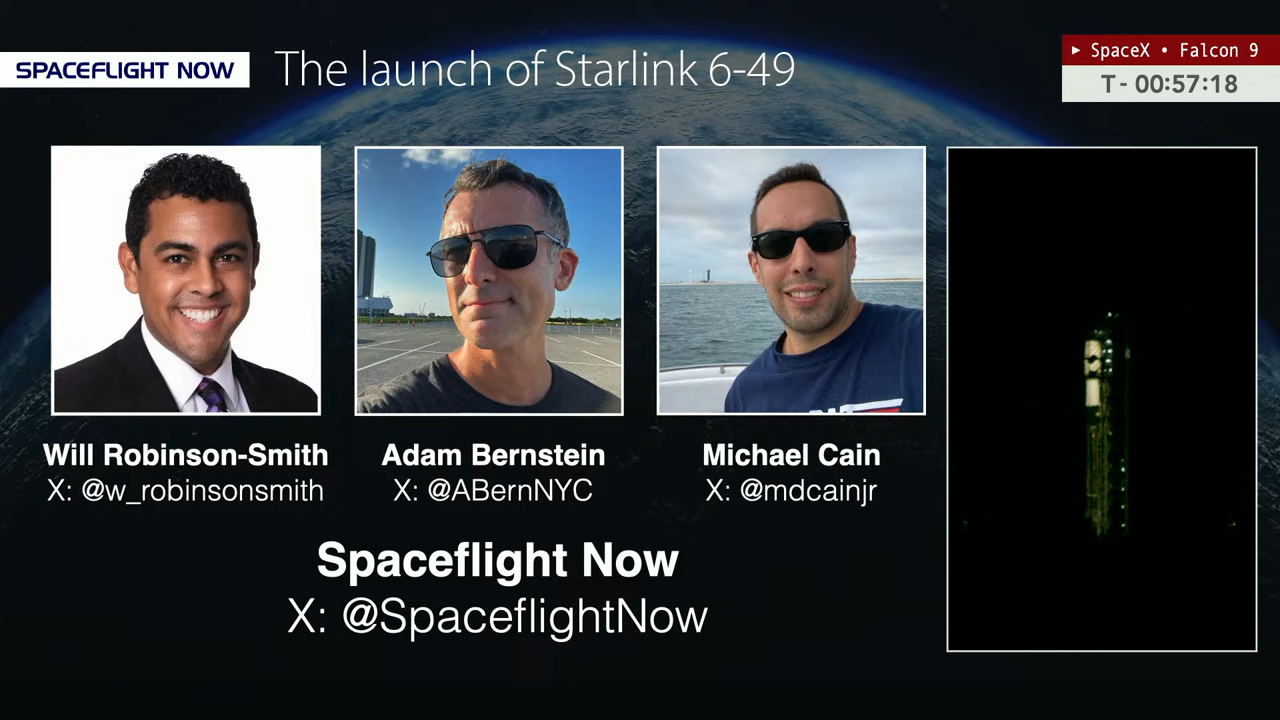 SPACEFLIGHT NOW
The launch of Starlink 6-49
▶ SpaceX • Falcon 9
T - 00:57:18
Will Robinson-Smith
X: @w_robinsonsmith
Adam Bernstein
X: @ABernNYC
Michael Cain
X: @mdcainjr
Spaceflight Now
X: @SpaceflightNow